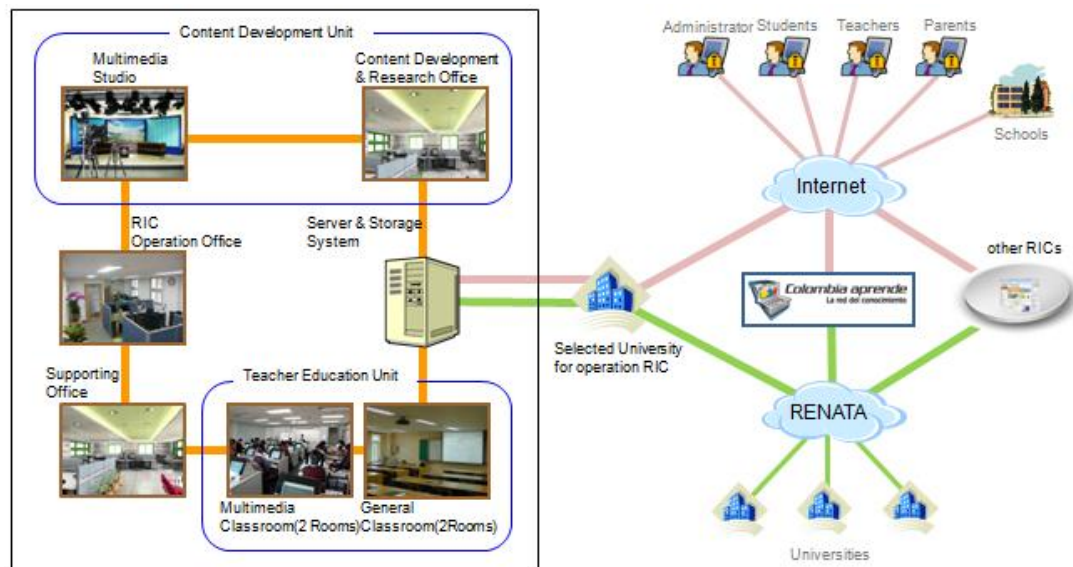 Content Development Unit
Multimedia
Studio
Content Development
& Research Office
RIC
Operation Office
Server & Storage
System
Supporting
Office
Teacher Education Unit
Multimedia
Classroom(2 Rooms)
General
Classroom(2Rooms)
Administrator
Students
Teachers
Parents
Schools
Internet
other RICs
Colombia aprende
La red del conocimiento
Selected University
for operation RIC
RENATA
Universities